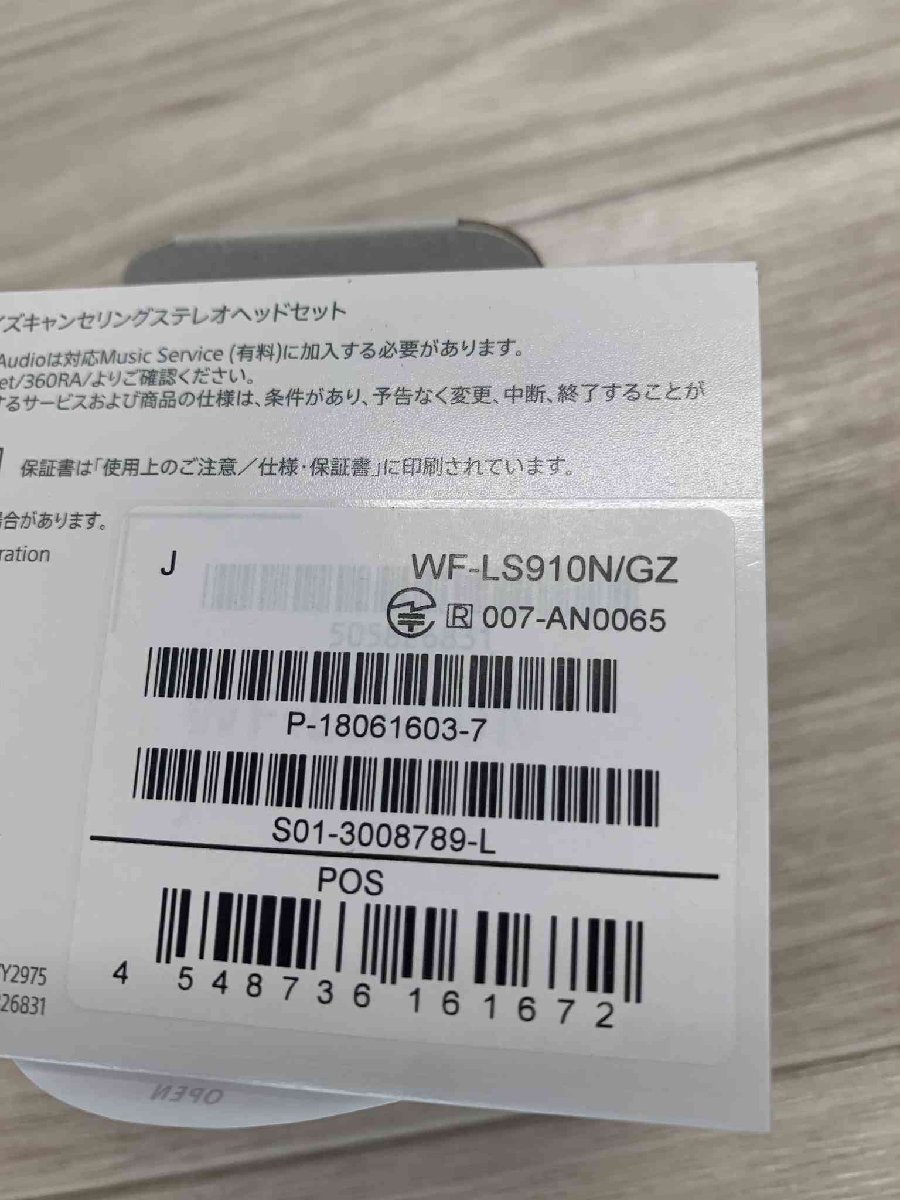 イズキャンセリングステレオヘッドセット
Audioは対応Music Service (有料)に加入する必要があります。
et/360RA/よりご確認ください。
するサービスおよび商品の仕様は、条件があり、予告なく変更、中断、終了することが
保証書は「使用上のご注意／仕様・保証書」に印刷されています。
場合があります。
ration
J
WF-LS910N/GZ
R 007-AN0065
505826831
P-18061603-7
S01-3008789-L
POS
4 548736 161672
Y2975
26831
OPEN